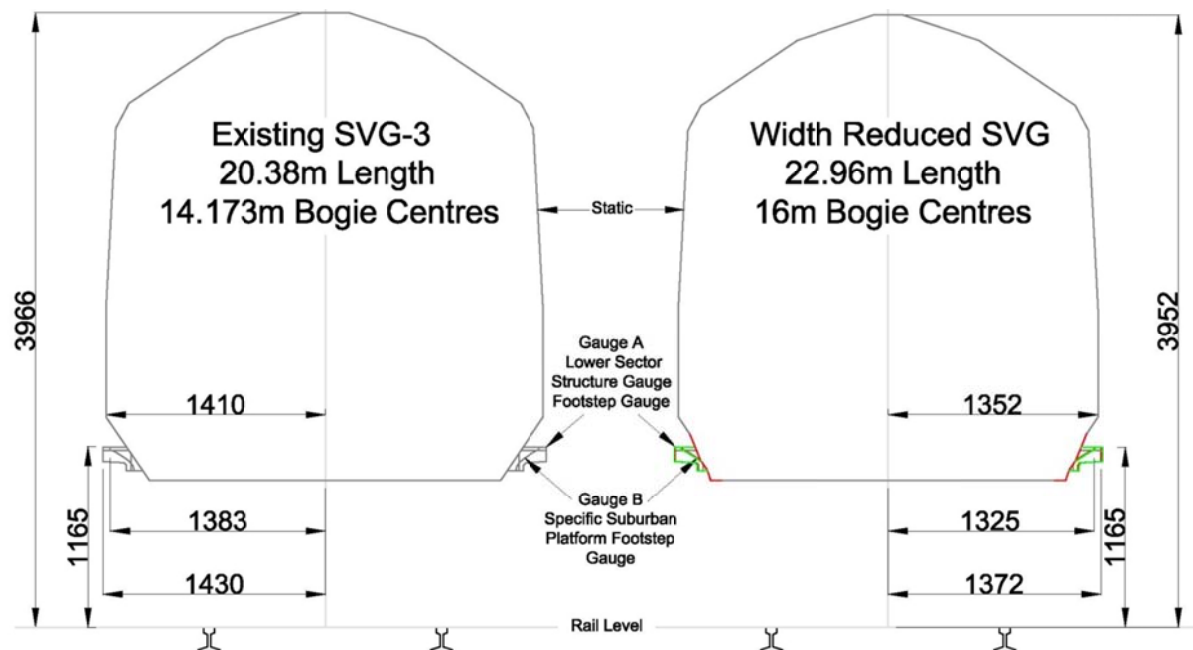 Existing SVG-3
20.38m Length
14.173m Bogie Centres
Width Reduced SVG
22.96m Length
16m Bogie Centres
Static
3966
3952
Gauge A
Lower Sector
Structure Gauge
Footstep Gauge
1410
1352
Gauge B
Specific Suburban
Platform Footstep
Gauge
1165
1383
1325
1165
1430
1372
Rail Level